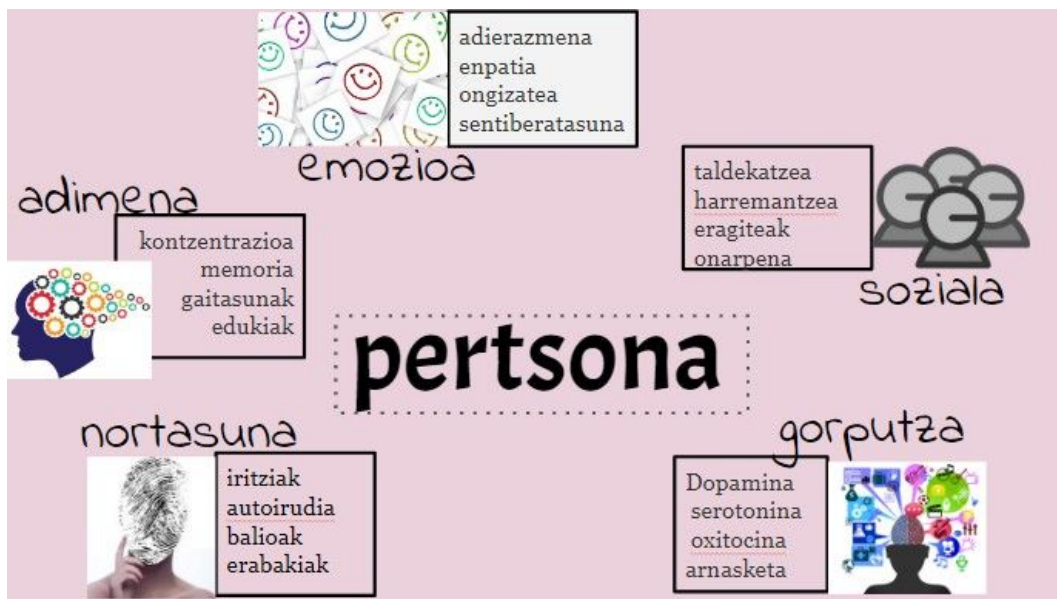 adierazmena
enpatia
ongizatea
sentiberatasuna
emozioa
taldekatzea
harremantzea
eragiteak
onarpena
soziala
adimena
kontzentrazioa
memoria
gaitasunak
edukiak
pertsona
nortasuna
iritziak
autoirudia
balioak
erabakiak
gorputza
Dopamina
serotonina
oxitocina
arnasketa